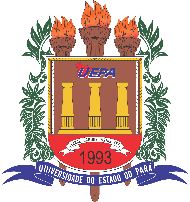 UEPA
1993
UNIVERSIDADE DO ESTADO DO PARÁ